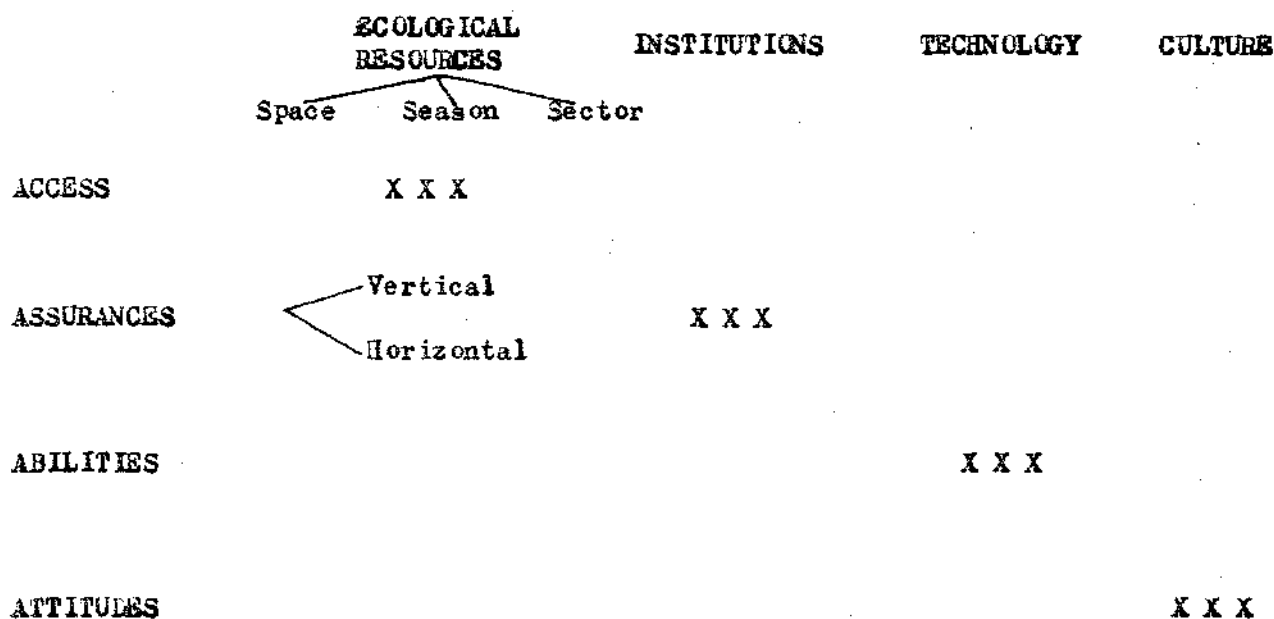 ECOLOGICAL RESOURCES INSTITUTIONS TECHNOLOGY CULTURE
Space Season Sector
ACCESS X X X
Vertical
ASSURANCES X X X
Horizontal
ABILITIES X X X
ATTITUDES X X X